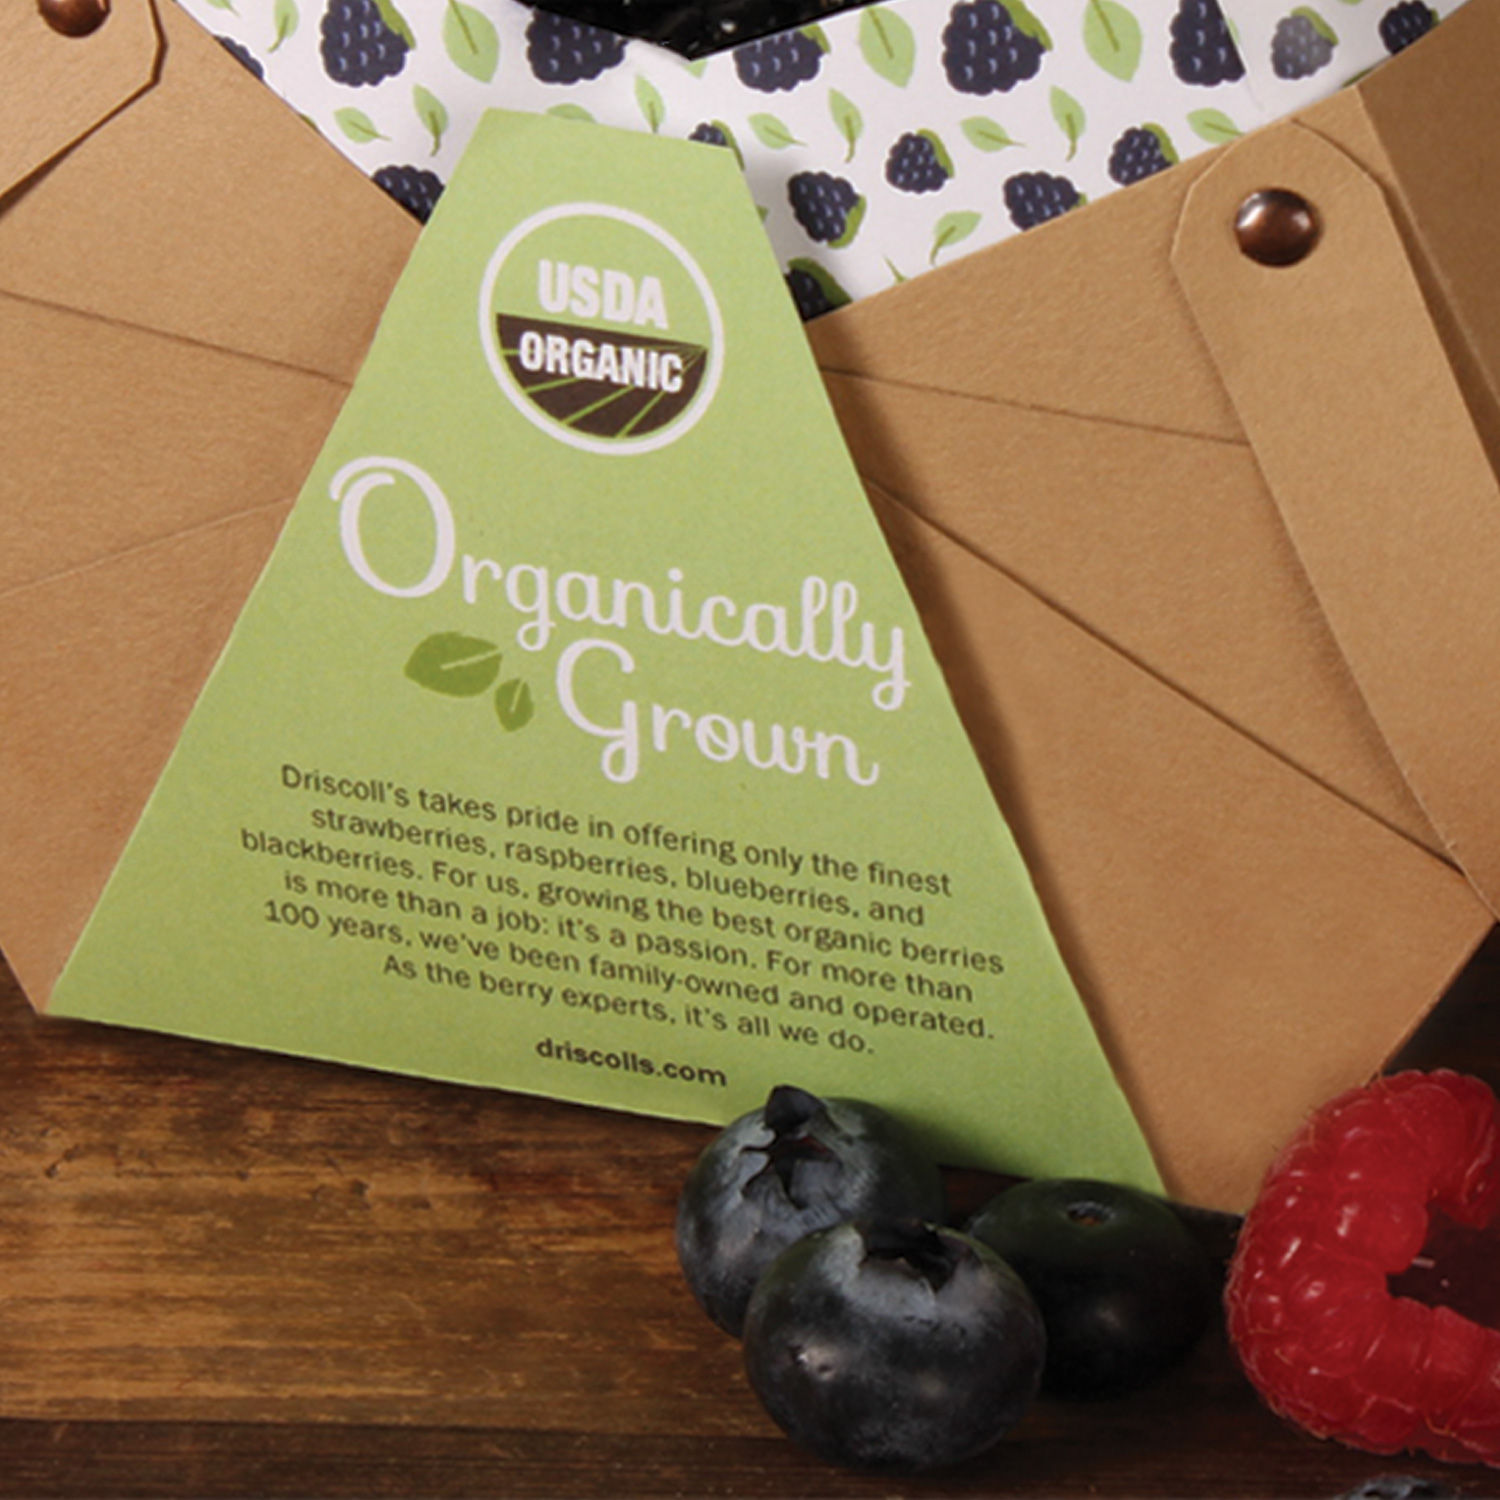 USDA
ORGANIC
Organically
Grown
Driscoll's takes pride in offering only the finest
strawberries, raspberries, blueberries, and
blackberries. For us, growing the best organic berries
is more than a job; it's a passion. For more than
100 years, we've been family-owned and operated.
As the berry experts, it's all we do.
driscolls.com